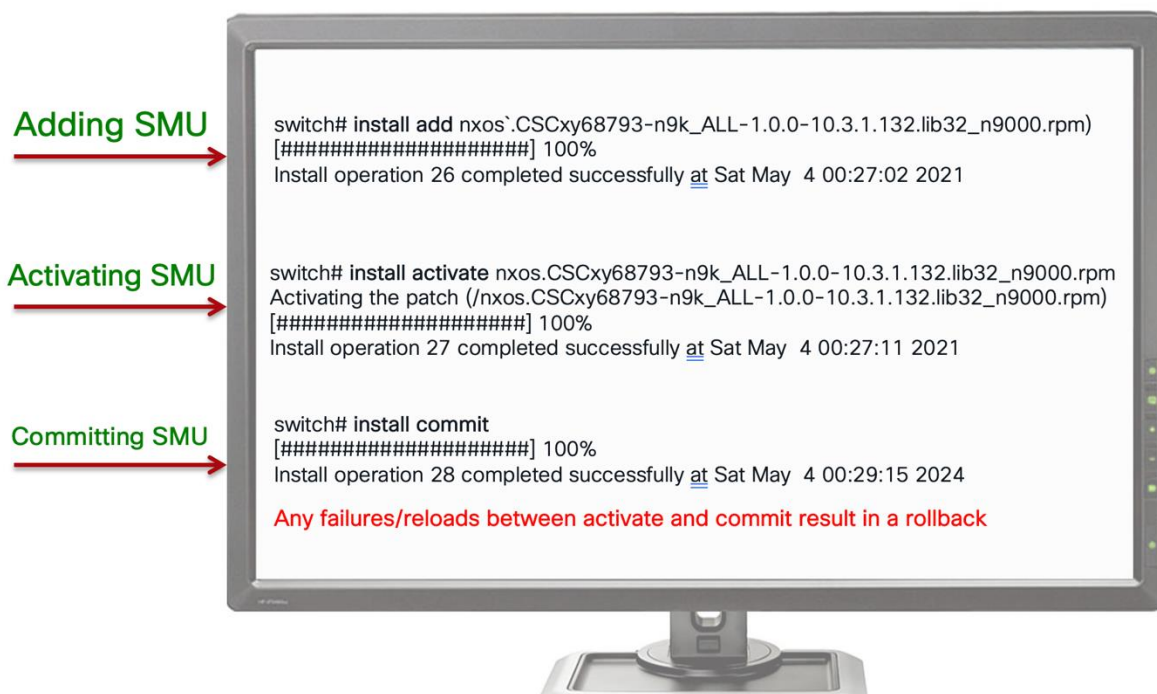 Adding SMU
switch# install add nxos`.CSCxy68793-n9k_ALL-1.0.0-10.3.1.132.lib32_n9000.rpm)
[####################] 100%
Install operation 26 completed successfully at Sat May  4 00:27:02 2021
Activating SMU
switch# install activate nxos.CSCxy68793-n9k_ALL-1.0.0-10.3.1.132.lib32_n9000.rpm
Activating the patch (/nxos.CSCxy68793-n9k_ALL-1.0.0-10.3.1.132.lib32_n9000.rpm)
[####################] 100%
Install operation 27 completed successfully at Sat May  4 00:27:11 2021
Committing SMU
switch# install commit
[####################] 100%
Install operation 28 completed successfully at Sat May  4 00:29:15 2024
Any failures/reloads between activate and commit result in a rollback